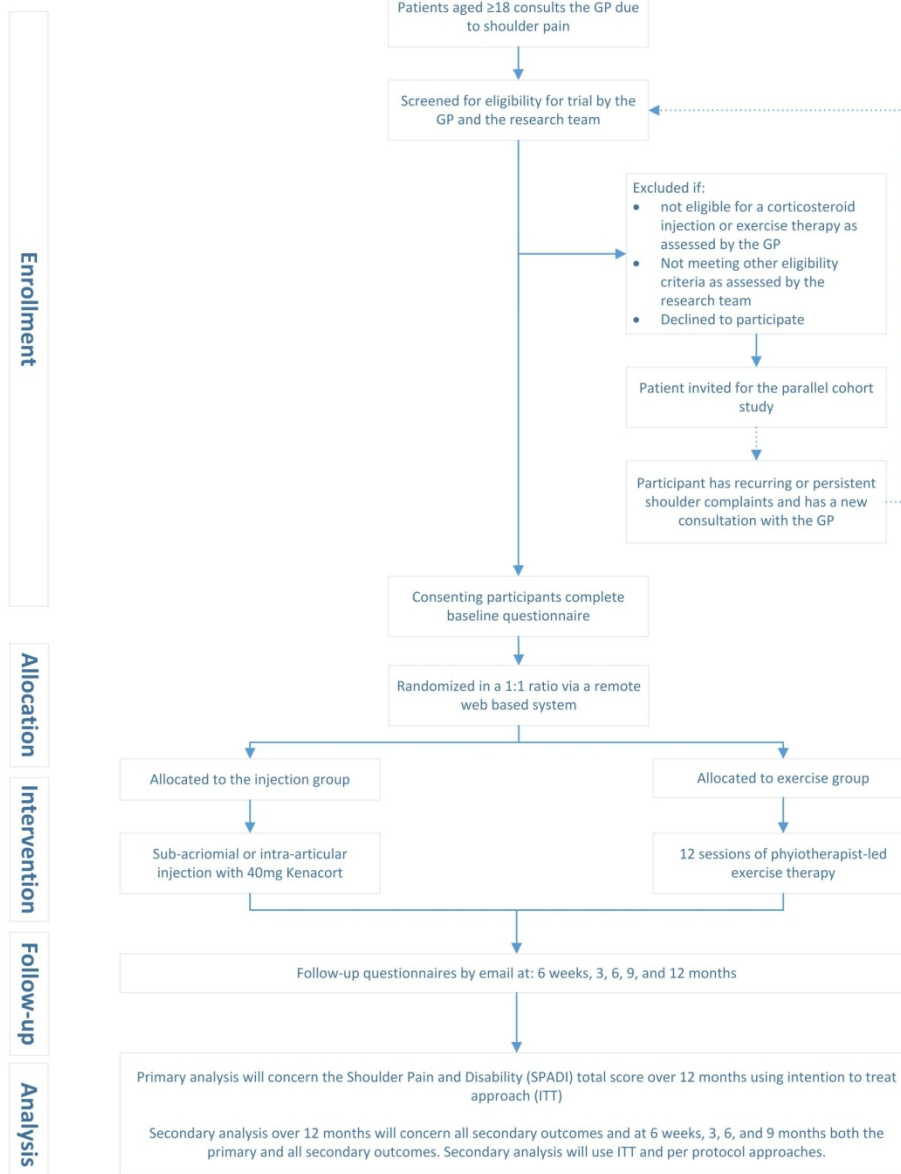 Patients aged ≥18 consults the GP due
to shoulder pain
Screened for eligibility for trial by the
GP and the research team
Excluded if:
• not eligible for a corticosteroid
injection or exercise therapy as
assessed by the GP
• Not meeting other eligibility
criteria as assessed by the
research team
• Declined to participate
Enrollment
Patient invited for the parallel cohort
study
Participant has recurring or persistent
shoulder complaints and has a new
consultation with the GP
Consenting participants complete
baseline questionnaire
Allocation
Randomized in a 1:1 ratio via a remote
web based system
Allocated to the injection group
Allocated to exercise group
Intervention
Sub-acriomial or intra-articular
injection with 40mg Kenacort
12 sessions of phyiotherapist-led
exercise therapy
Follow-up
Follow-up questionnaires by email at: 6 weeks, 3, 6, 9, and 12 months
Analysis
Primary analysis will concern the Shoulder Pain and Disability (SPADI) total score over 12 months using intention to treat
approach (ITT)
Secondary analysis over 12 months will concern all secondary outcomes and at 6 weeks, 3, 6, and 9 months both the
primary and all secondary outcomes. Secondary analysis will use ITT and per protocol approaches.